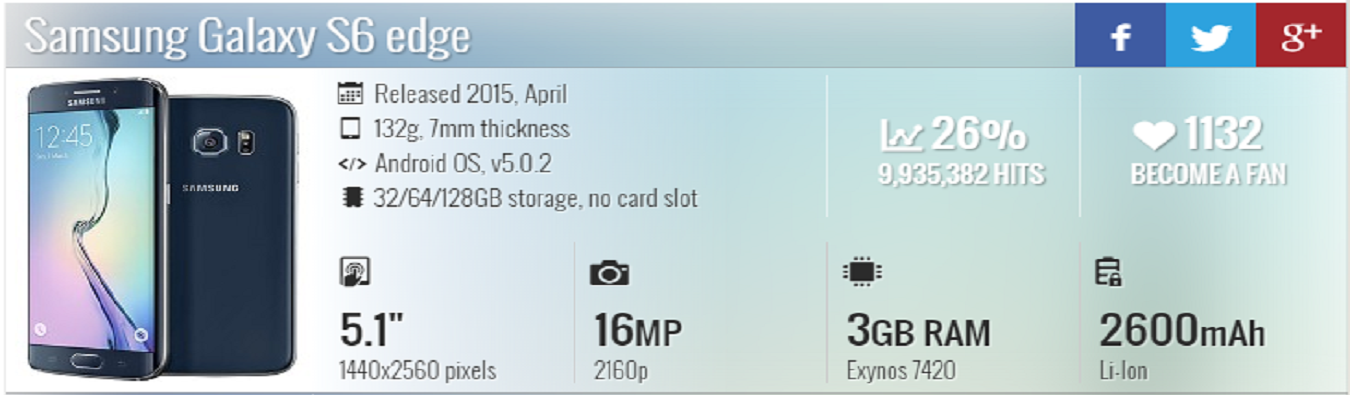 Samsung Galaxy S6 edge
f
g+
SAMSUNG
12:45
SAMSUNG
Released 2015, April
132g, 7mm thickness
</> Android OS, v5.0.2
32/64/128GB storage, no card slot
26%
9,935,382 HITS
1132
BECOME A FAN
5.1"
1440x2560 pixels
16MP
2160p
3GB RAM
Exynos 7420
2600mAh
Li-Ion